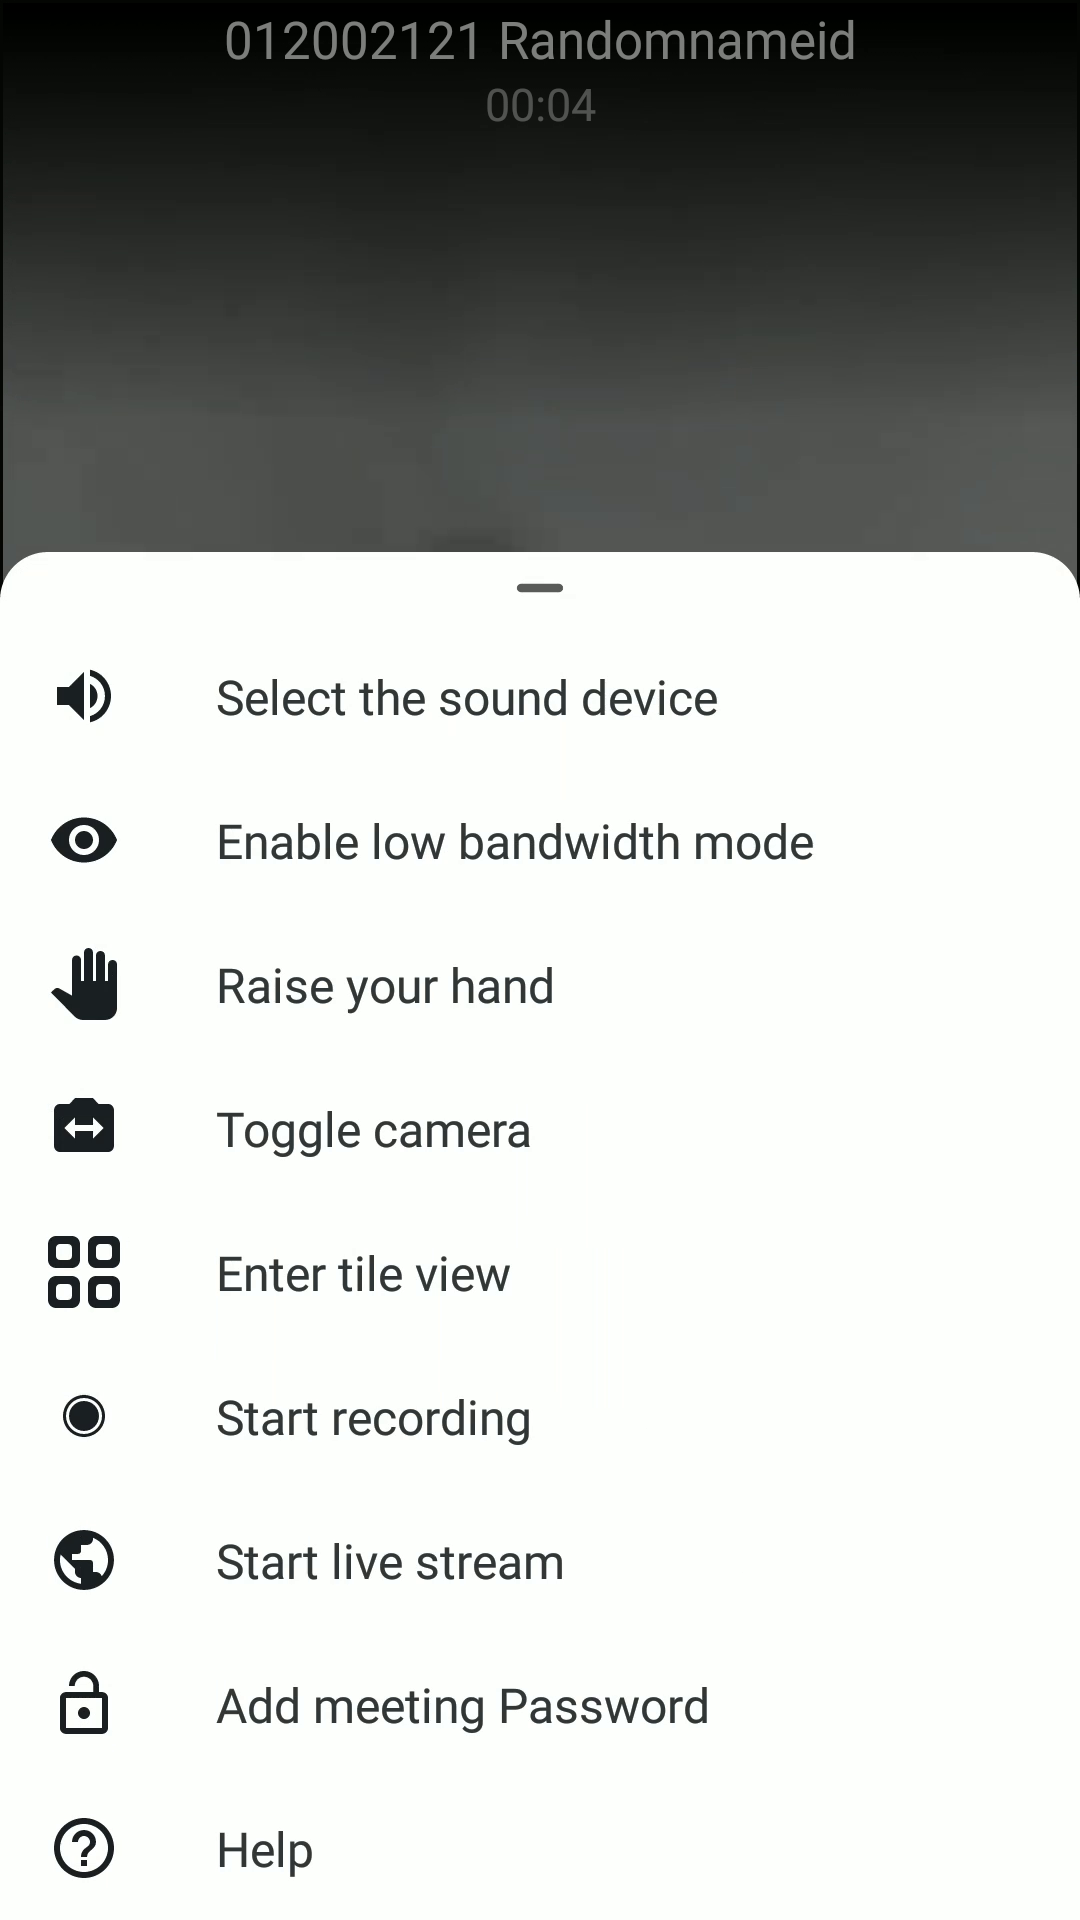 012002121 Randomnameid
00:04
Select the sound device
Enable low bandwidth mode
Raise your hand
Toggle camera
Enter tile view
Start recording
Start live stream
Add meeting Password
Help